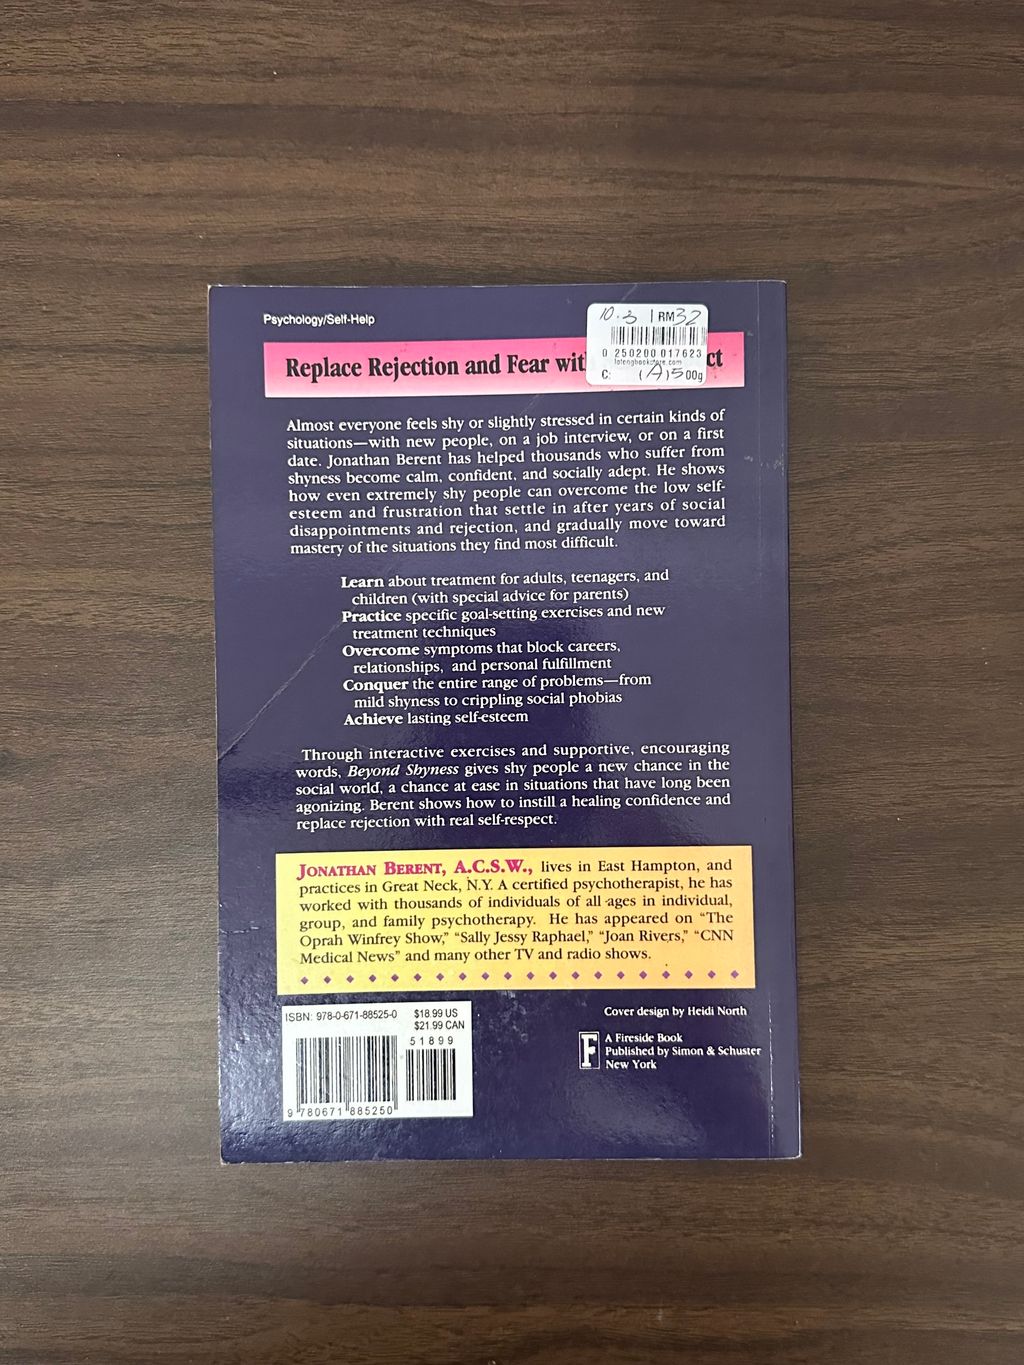 Psychology/Self-Help
10.3 RM32
0 250200 017623
lotengbookstore.com
C: (A)500g
Replace Rejection and Fear wit ct
Almost everyone feels shy or slightly stressed in certain kinds of
situations—with new people, on a job interview, or on a first
date. Jonathan Berent has helped thousands who suffer from
shyness become calm, confident, and socially adept. He shows
how even extremely shy people can overcome the low self-
esteem and frustration that settle in after years of social
disappointments and rejection, and gradually move toward
mastery of the situations they find most difficult.
Learn about treatment for adults, teenagers, and
children (with special advice for parents)
Practice specific goal-setting exercises and new
treatment techniques
Overcome symptoms that block careers,
relationships, and personal fulfillment
Conquer the entire range of problems—from
mild shyness to crippling social phobias
Achieve lasting self-esteem
Through interactive exercises and supportive, encouraging
words, Beyond Shyness gives shy people a new chance in the
social world, a chance at ease in situations that have long been
agonizing. Berent shows how to instill a healing confidence and
replace rejection with real self-respect.
JONATHAN BERENT, A.C.S.W., lives in East Hampton, and
practices in Great Neck, N.Y. A certified psychotherapist, he has
worked with thousands of individuals of all ages in individual,
group, and family psychotherapy. He has appeared on "The
Oprah Winfrey Show," "Sally Jessy Raphael," "Joan Rivers," "CNN
Medical News" and many other TV and radio shows.
ISBN: 978-0-671-88525-0 $18.99 US
$21.99 CAN
51899
9 780671 885250
Cover design by Heidi North
F
A Fireside Book
Published by Simon & Schuster
New York